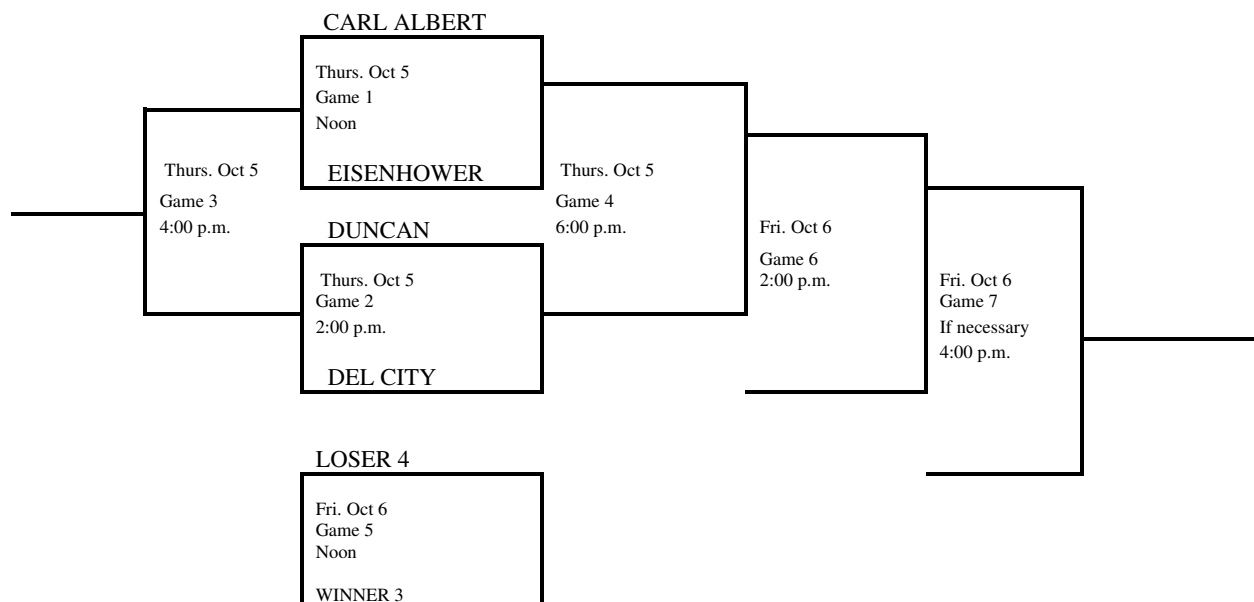 CARL ALBERT
Thurs. Oct 5
Game 1
Noon
EISENHOWER
Thurs. Oct 5
Game 3
4:00 p.m.
Thurs. Oct 5
Game 4
6:00 p.m.
DUNCAN
Thurs. Oct 5
Game 2
2:00 p.m.
DEL CITY
Fri. Oct 6
Game 6
2:00 p.m.
Fri. Oct 6
Game 7
If necessary
4:00 p.m.
LOSER 4
Fri. Oct 6
Game 5
Noon
WINNER 3